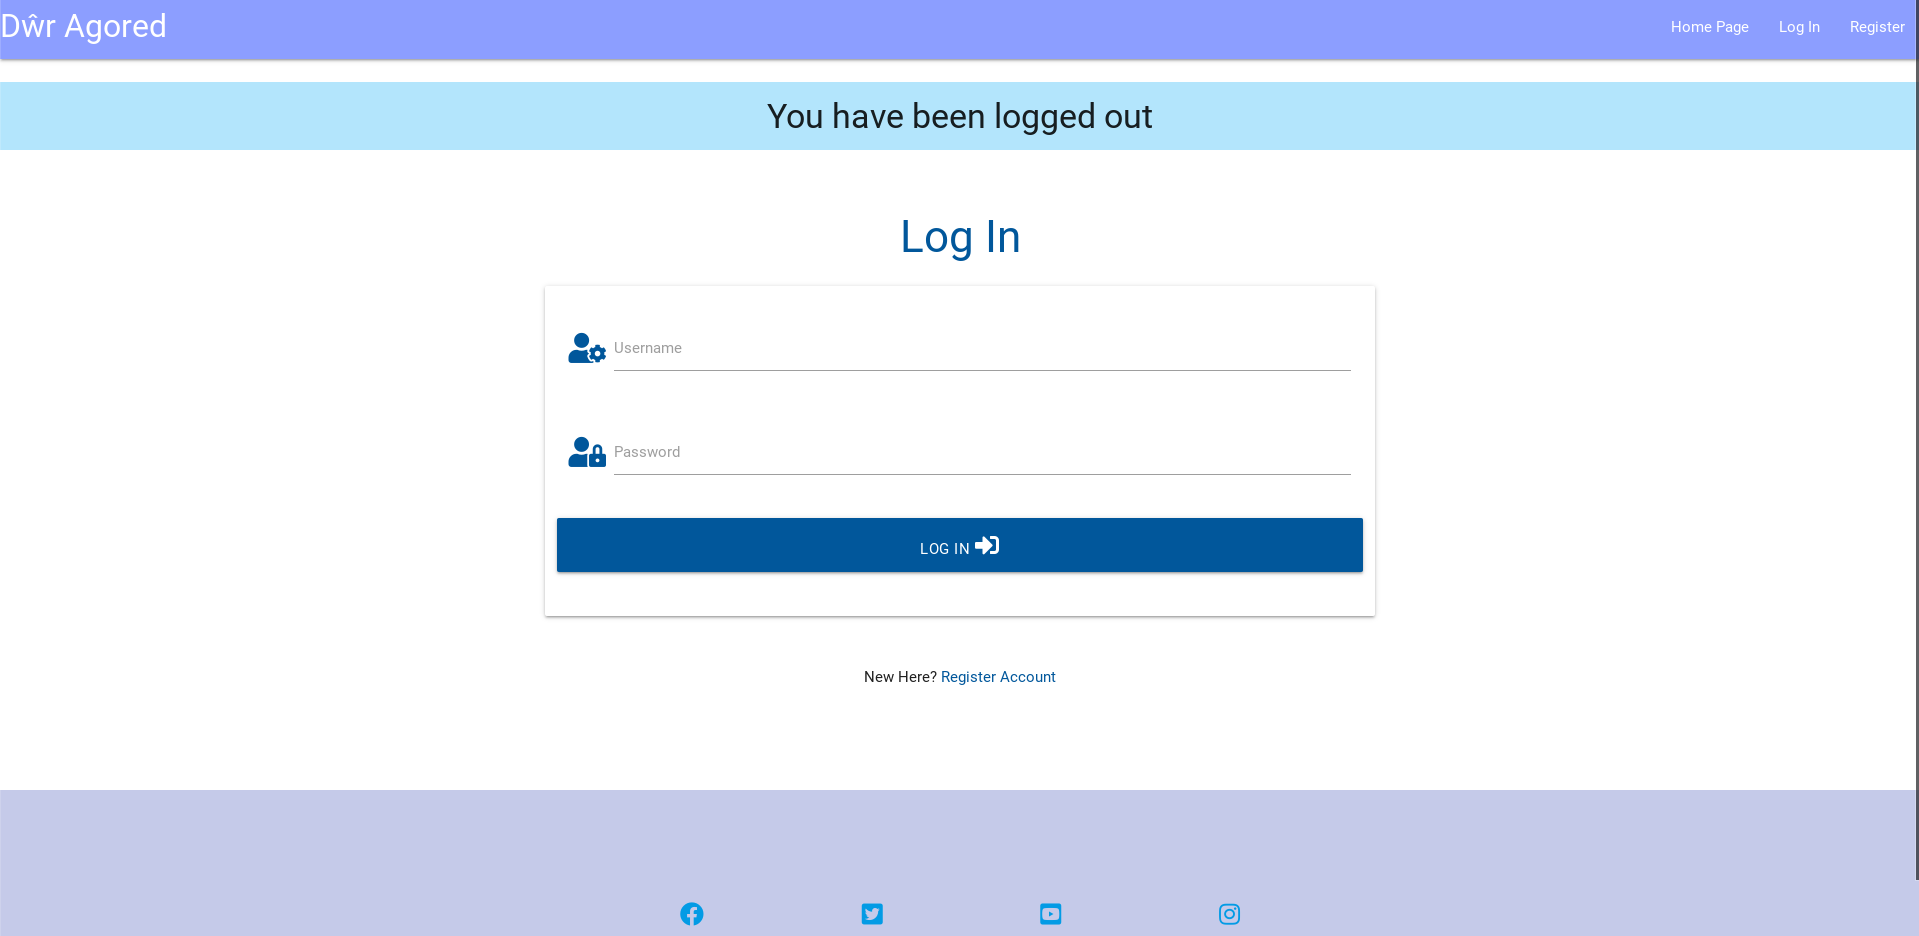 Dŵr Agored
Home Page
Log In
Register
You have been logged out
Log In
Username
Password
LOG IN
New Here? Register Account